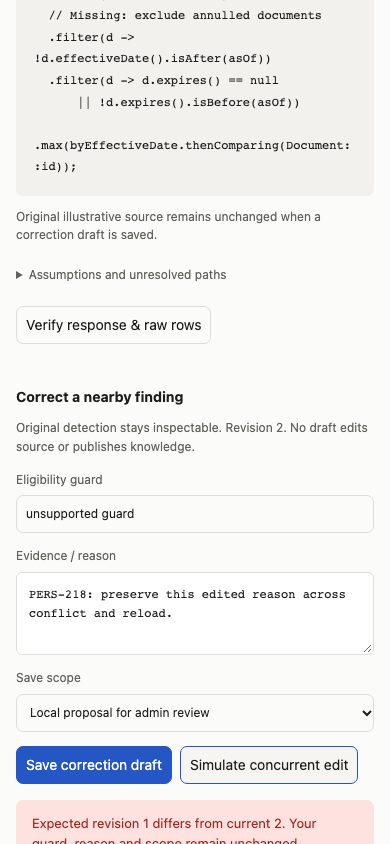 // Missing: exclude annulled documents
.filter(d ->
!d.effectiveDate().isAfter(asOf))
.filter(d -> d.expires() == null
|| !d.expires().isBefore(asOf))
.max(byEffectiveDate.thenComparing(Document:
:id));
Original illustrative source remains unchanged when a
correction draft is saved.
Assumptions and unresolved paths
Verify response & raw rows
Correct a nearby finding
Original detection stays inspectable. Revision 2. No draft edits
source or publishes knowledge.
Eligibility guard
unsupported guard
Evidence / reason
PERS-218: preserve this edited reason across
conflict and reload.
Save scope
Local proposal for admin review
Save correction draft
Simulate concurrent edit
Expected revision 1 differs from current 2. Your
guard, reason and scope remain unchanged